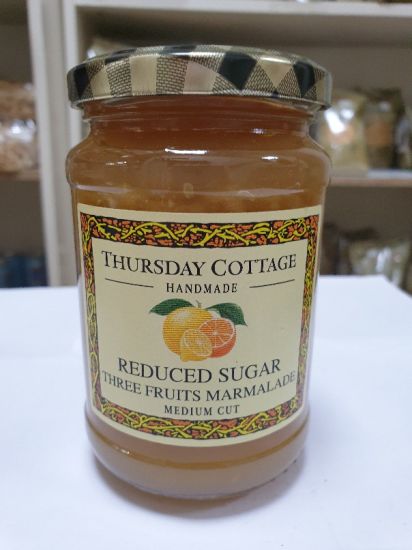 THURSDAY COTTAGE
HANDMADE
REDUCED SUGAR
THREE FRUITS MARMALADE
MEDIUM CUT